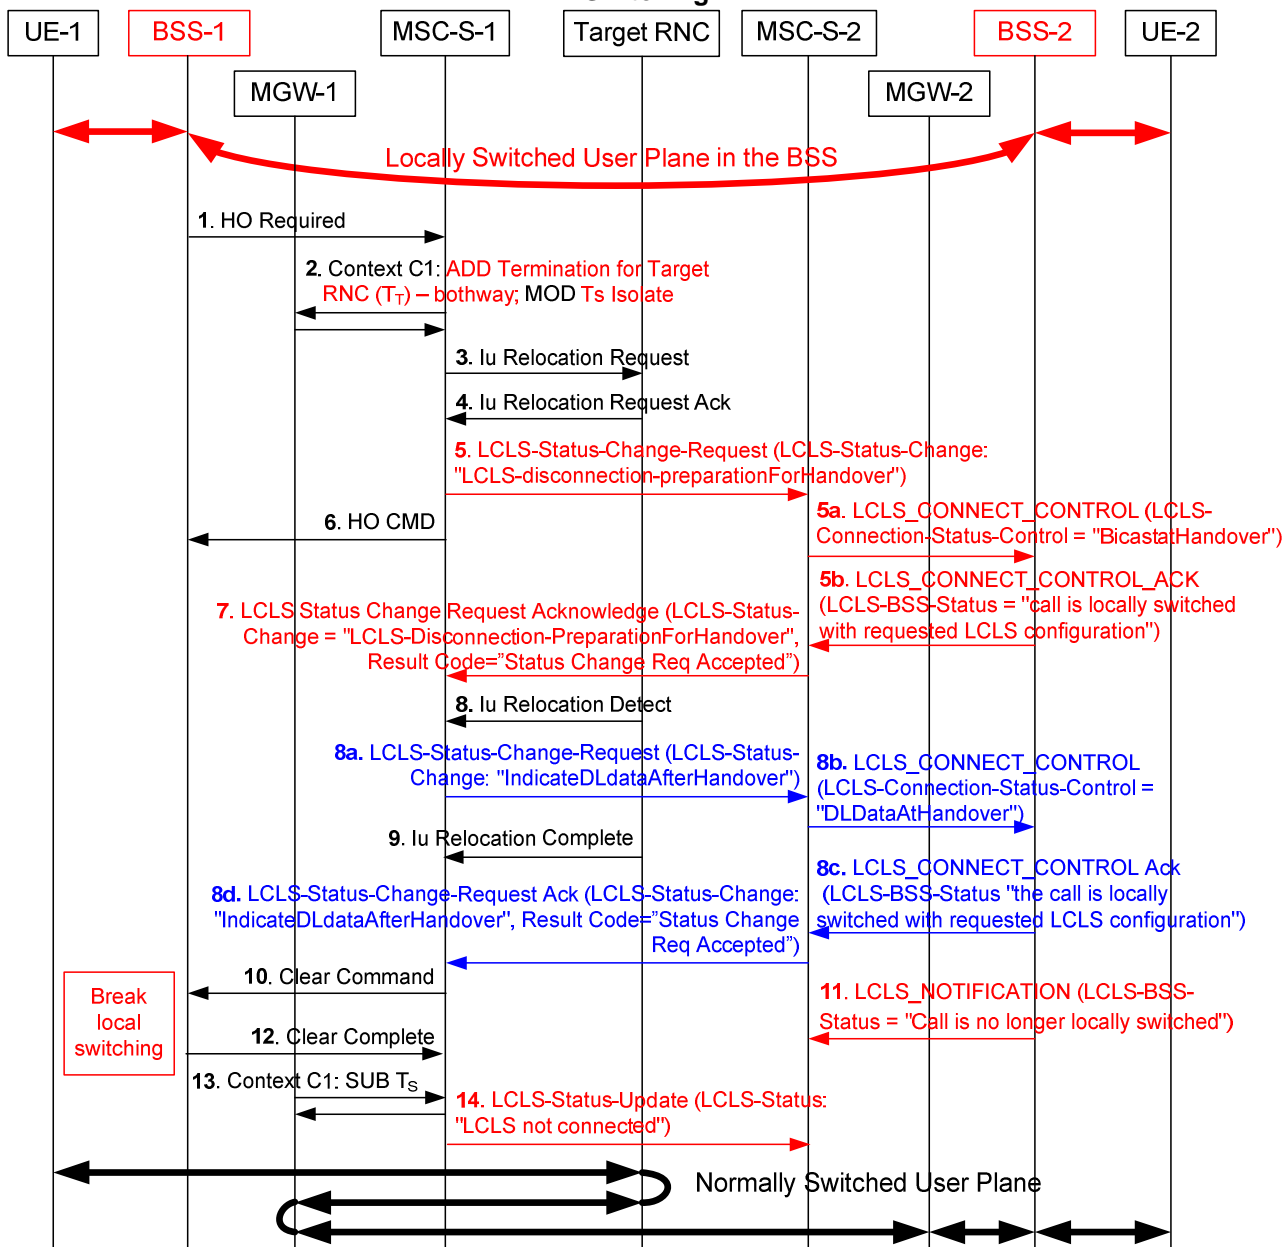 UE-1
BSS-1
MSC-S-1
Target RNC
MSC-S-2
BSS-2
UE-2
MGW-1
MGW-2
Locally Switched User Plane in the BSS
1. HO Required
2. Context C1: ADD Termination for Target
RNC (TT) – bothway; MOD Ts Isolate
3. Iu Relocation Request
4. Iu Relocation Request Ack
5. LCLS-Status-Change-Request (LCLS-Status-Change:
"LCLS-disconnection-preparationForHandover")
6. HO CMD
5a. LCLS_CONNECT_CONTROL (LCLS-
Connection-Status-Control = "BicastatHandover")
5b. LCLS_CONNECT_CONTROL_ACK
(LCLS-BSS-Status = "call is locally switched
with requested LCLS configuration")
7. LCLS Status Change Request Acknowledge (LCLS-Status-
Change = "LCLS-Disconnection-PreparationForHandover",
Result Code=”Status Change Req Accepted”)
8. Iu Relocation Detect
8a. LCLS-Status-Change-Request (LCLS-Status-
Change: "IndicateDLdataAfterHandover")
8b. LCLS_CONNECT_CONTROL
(LCLS-Connection-Status-Control =
"DLDataAtHandover")
9. Iu Relocation Complete
8c. LCLS_CONNECT_CONTROL Ack
(LCLS-BSS-Status "the call is locally
switched with requested LCLS configuration")
8d. LCLS-Status-Change-Request Ack (LCLS-Status-Change:
"IndicateDLdataAfterHandover", Result Code=”Status Change
Req Accepted”)
10. Clear Command
Break
local
switching
11. LCLS_NOTIFICATION (LCLS-BSS-
Status = "Call is no longer locally switched")
12. Clear Complete
13. Context C1: SUB TS
14. LCLS-Status-Update (LCLS-Status:
"LCLS not connected")
Normally Switched User Plane